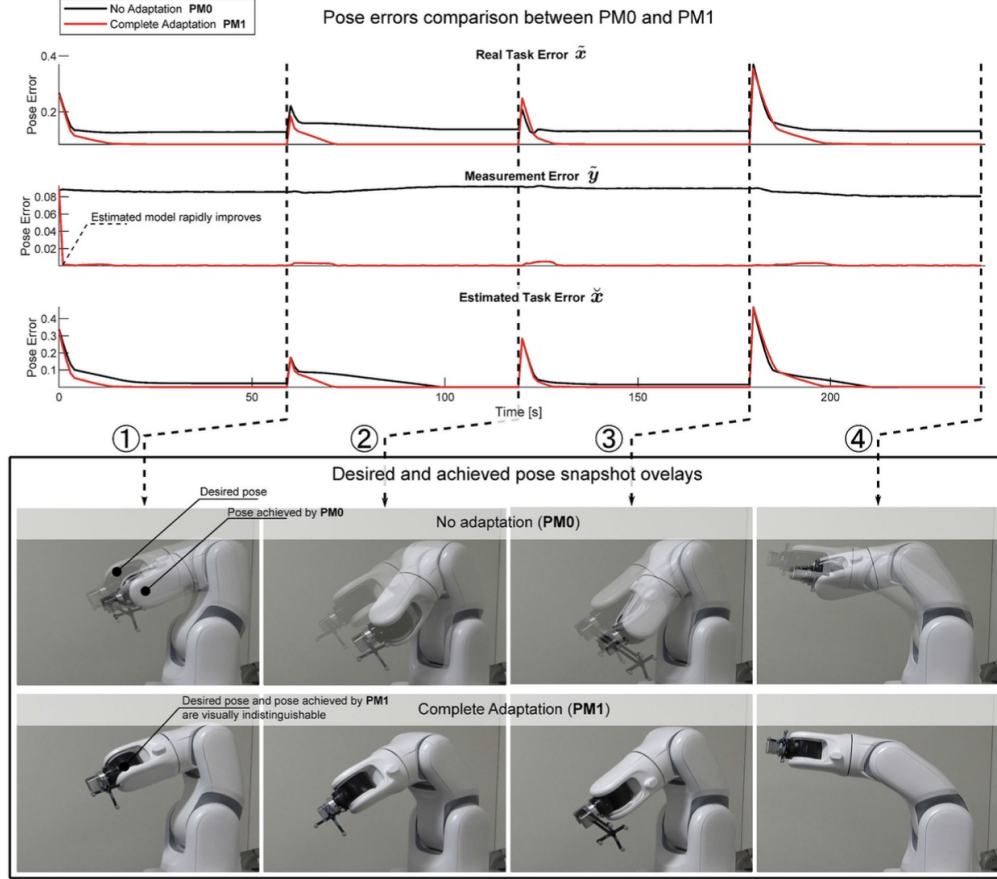 No Adaptation PM0
Complete Adaptation PM1
Pose errors comparison between PM0 and PM1
Real Task Error x̃
Pose Error
0.4
0.2
Measurement Error ỹ
Pose Error
0.08
0.06
0.04
0.02
Estimated model rapidly improves
Estimated Task Error x̌
Pose Error
0.4
0.3
0.2
0.1
0
50
100
150
200
Time [s]
①
②
③
④
Desired and achieved pose snapshot ovelays
Desired pose
Pose achieved by PM0
No adaptation (PM0)
Desired pose and pose achieved by PM1
are visually indistinguishable
Complete Adaptation (PM1)